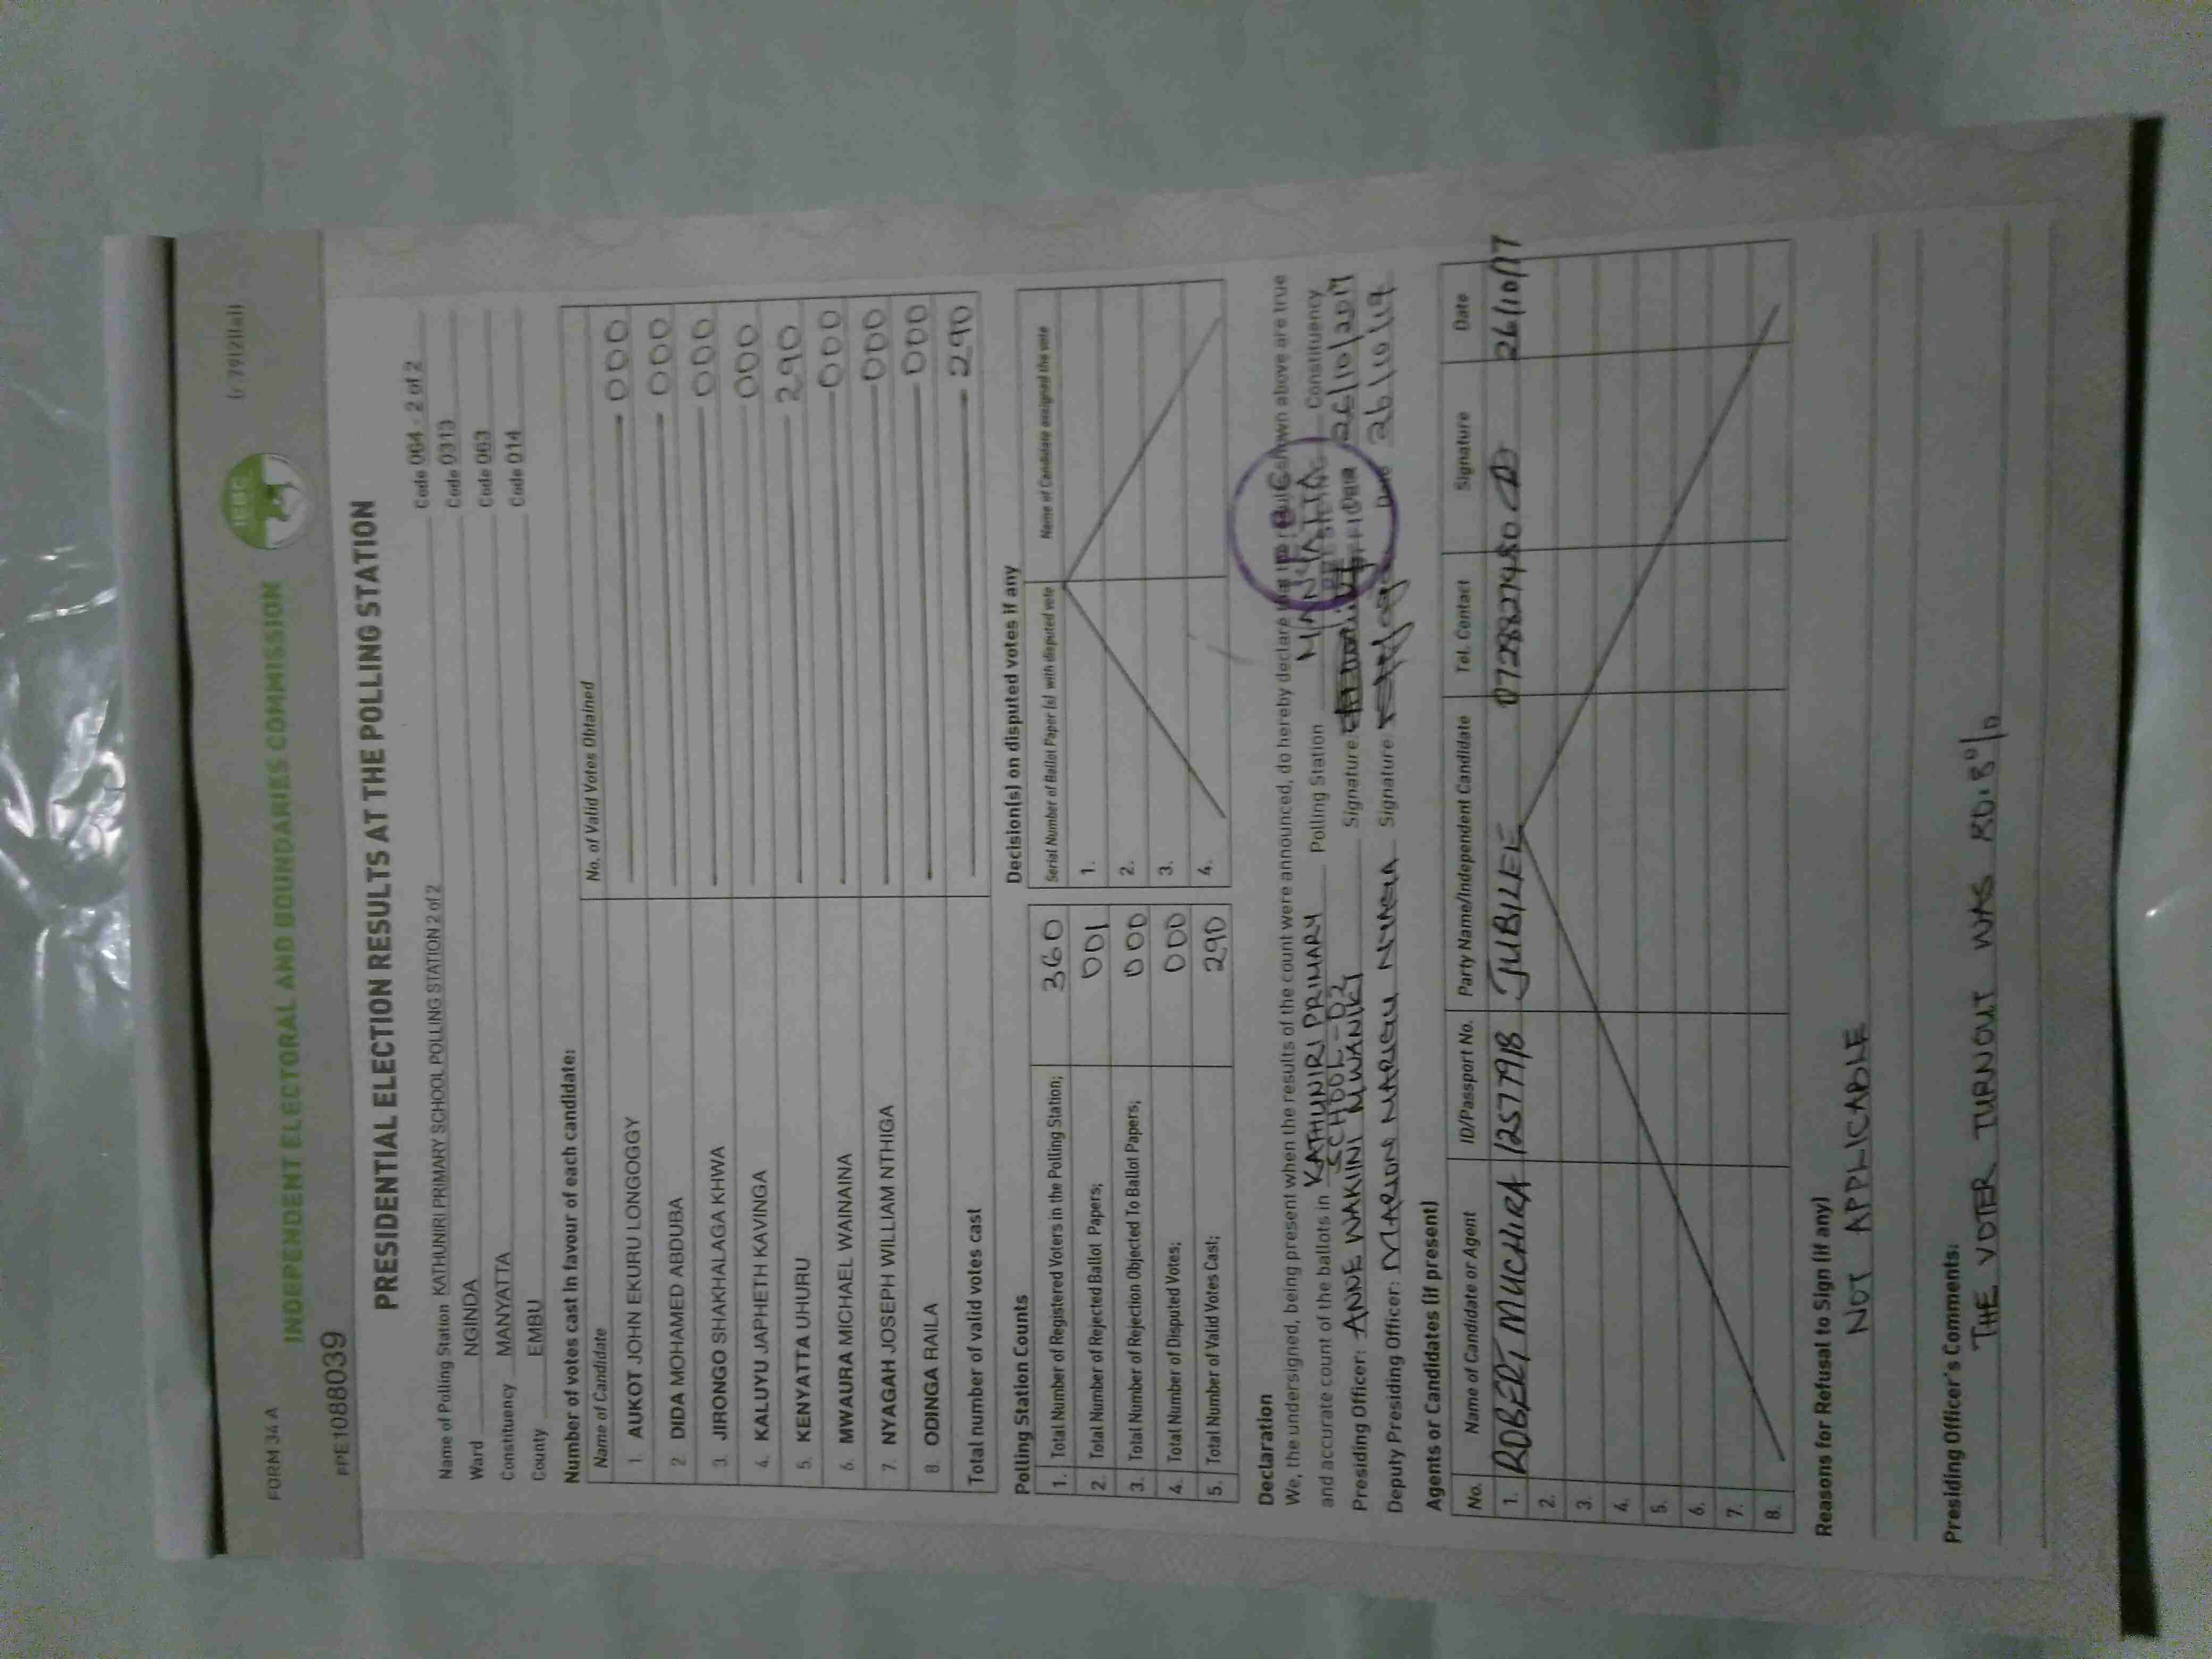 FORM 34 A
(r.79(2)(a))
INDEPENDENT ELECTORAL AND BOUNDARIES COMMISSION
IEBC
PPE1088039
PRESIDENTIAL ELECTION RESULTS AT THE POLLING STATION
Name of Polling Station KATHUNIRI PRIMARY SCHOOL POLLING STATION 2 of 2 Code 064 - 2 of 2
Ward NGINDA Code 0313
Constituency MANYATTA Code 063
County EMBU Code 014
Number of votes cast in favour of each candidate:
Name of Candidate No. of Valid Votes Obtained
1. AUKOT JOHN EKURU LONGOGGY 000
2. DIDA MOHAMED ABDUBA 000
3. JIRONGO SHAKHALAGA KHWA 000
4. KALUYU JAPHETH KAVINGA 000
5. KENYATTA UHURU 290
6. MWAURA MICHAEL WAINAINA 000
7. NYAGAH JOSEPH WILLIAM NTHIGA 000
8. ODINGA RAILA 000
Total number of valid votes cast 290
Polling Station Counts
1. Total Number of Registered Voters in the Polling Station; 360
2. Total Number of Rejected Ballot Papers; 001
3. Total Number of Rejection Objected To Ballot Papers; 000
4. Total Number of Disputed Votes; 000
5. Total Number of Valid Votes Cast; 290
Decision(s) on disputed votes if any
Serial Number of Ballot Paper (s) with disputed vote Name of Candidate assigned the vote
1.
2.
3.
4.
Declaration
We, the undersigned, being present when the results of the count were announced, do hereby declare that the results shown above are true
and accurate count of the ballots in KATHUNIRI PRIMARY SCHOOL - 02 Polling Station MANYATTA Constituency
Presiding Officer: ANNE WAKINI MWANIKI Signature Date 26/10/2017
Deputy Presiding Officer: MARION Signature Date 26/10/17
Agents or Candidates (if present)
No. Name of Candidate or Agent ID/Passport No. Party Name/Independent Candidate Tel. Contact Signature Date
1. ROBERT MUCHIRA JUBILEE 26/10/17
2.
3.
4.
5.
6.
7.
8.
Reasons for Refusal to Sign (if any)
NOT APPLICABLE
Presiding Officer's Comments:
THE VOTER TURNOUT WAS 80.8%